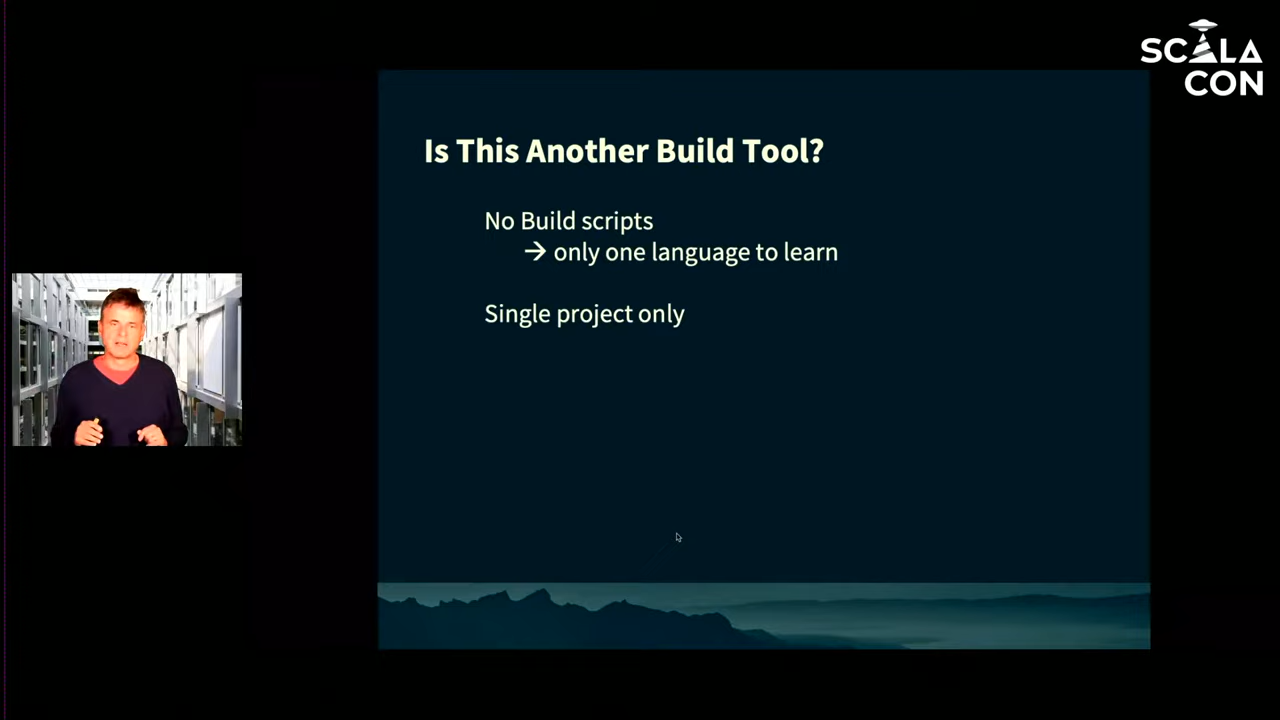 SCALA
CON
Is This Another Build Tool?
No Build scripts
→ only one language to learn
Single project only